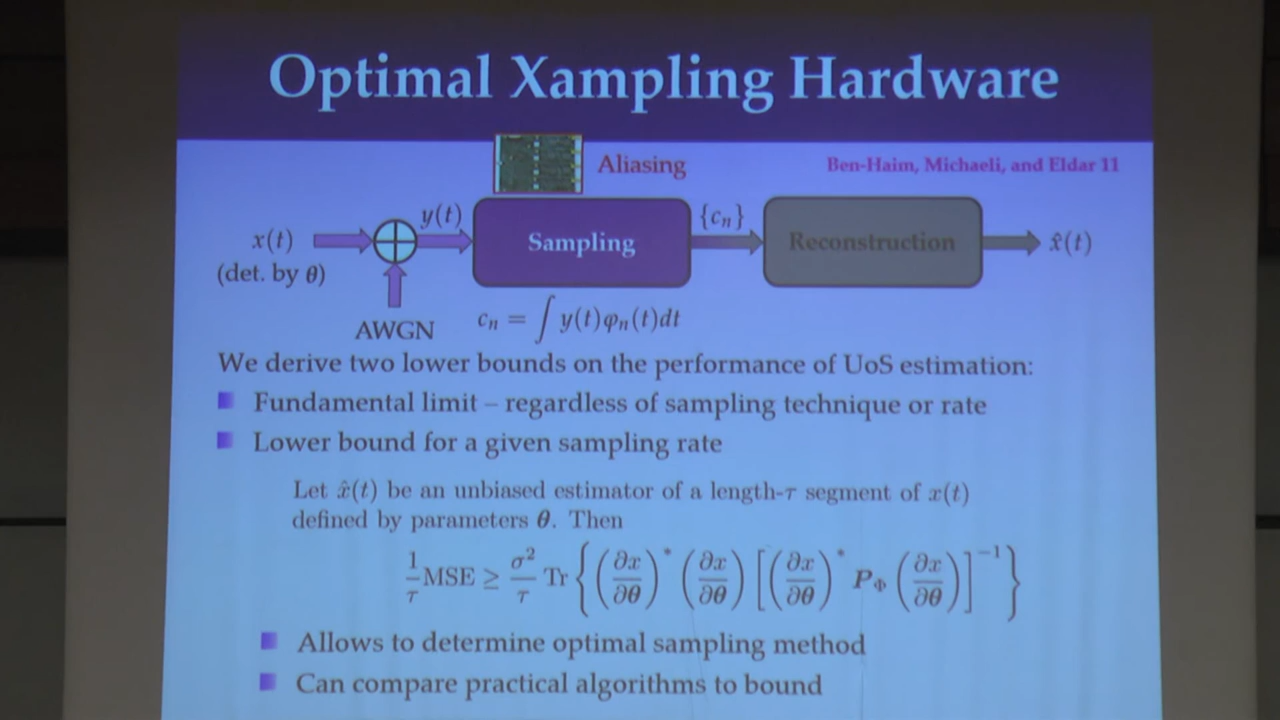 Optimal Xampling Hardware
Aliasing
Ben-Haim, Michaeli, and Eldar 11
x(t)
(det. by θ)
y(t)
AWGN
Sampling
{cₙ}
Reconstruction
x̂(t)
cₙ = ∫ y(t)φₙ(t)dt
We derive two lower bounds on the performance of UoS estimation:
Fundamental limit – regardless of sampling technique or rate
Lower bound for a given sampling rate
Let x̂(t) be an unbiased estimator of a length-τ segment of x(t)
defined by parameters θ. Then
1/τ MSE ≥ σ²/τ Tr{(∂x/∂θ)* (∂x/∂θ) [(∂x/∂θ)* P_Φ (∂x/∂θ)]⁻¹}
Allows to determine optimal sampling method
Can compare practical algorithms to bound